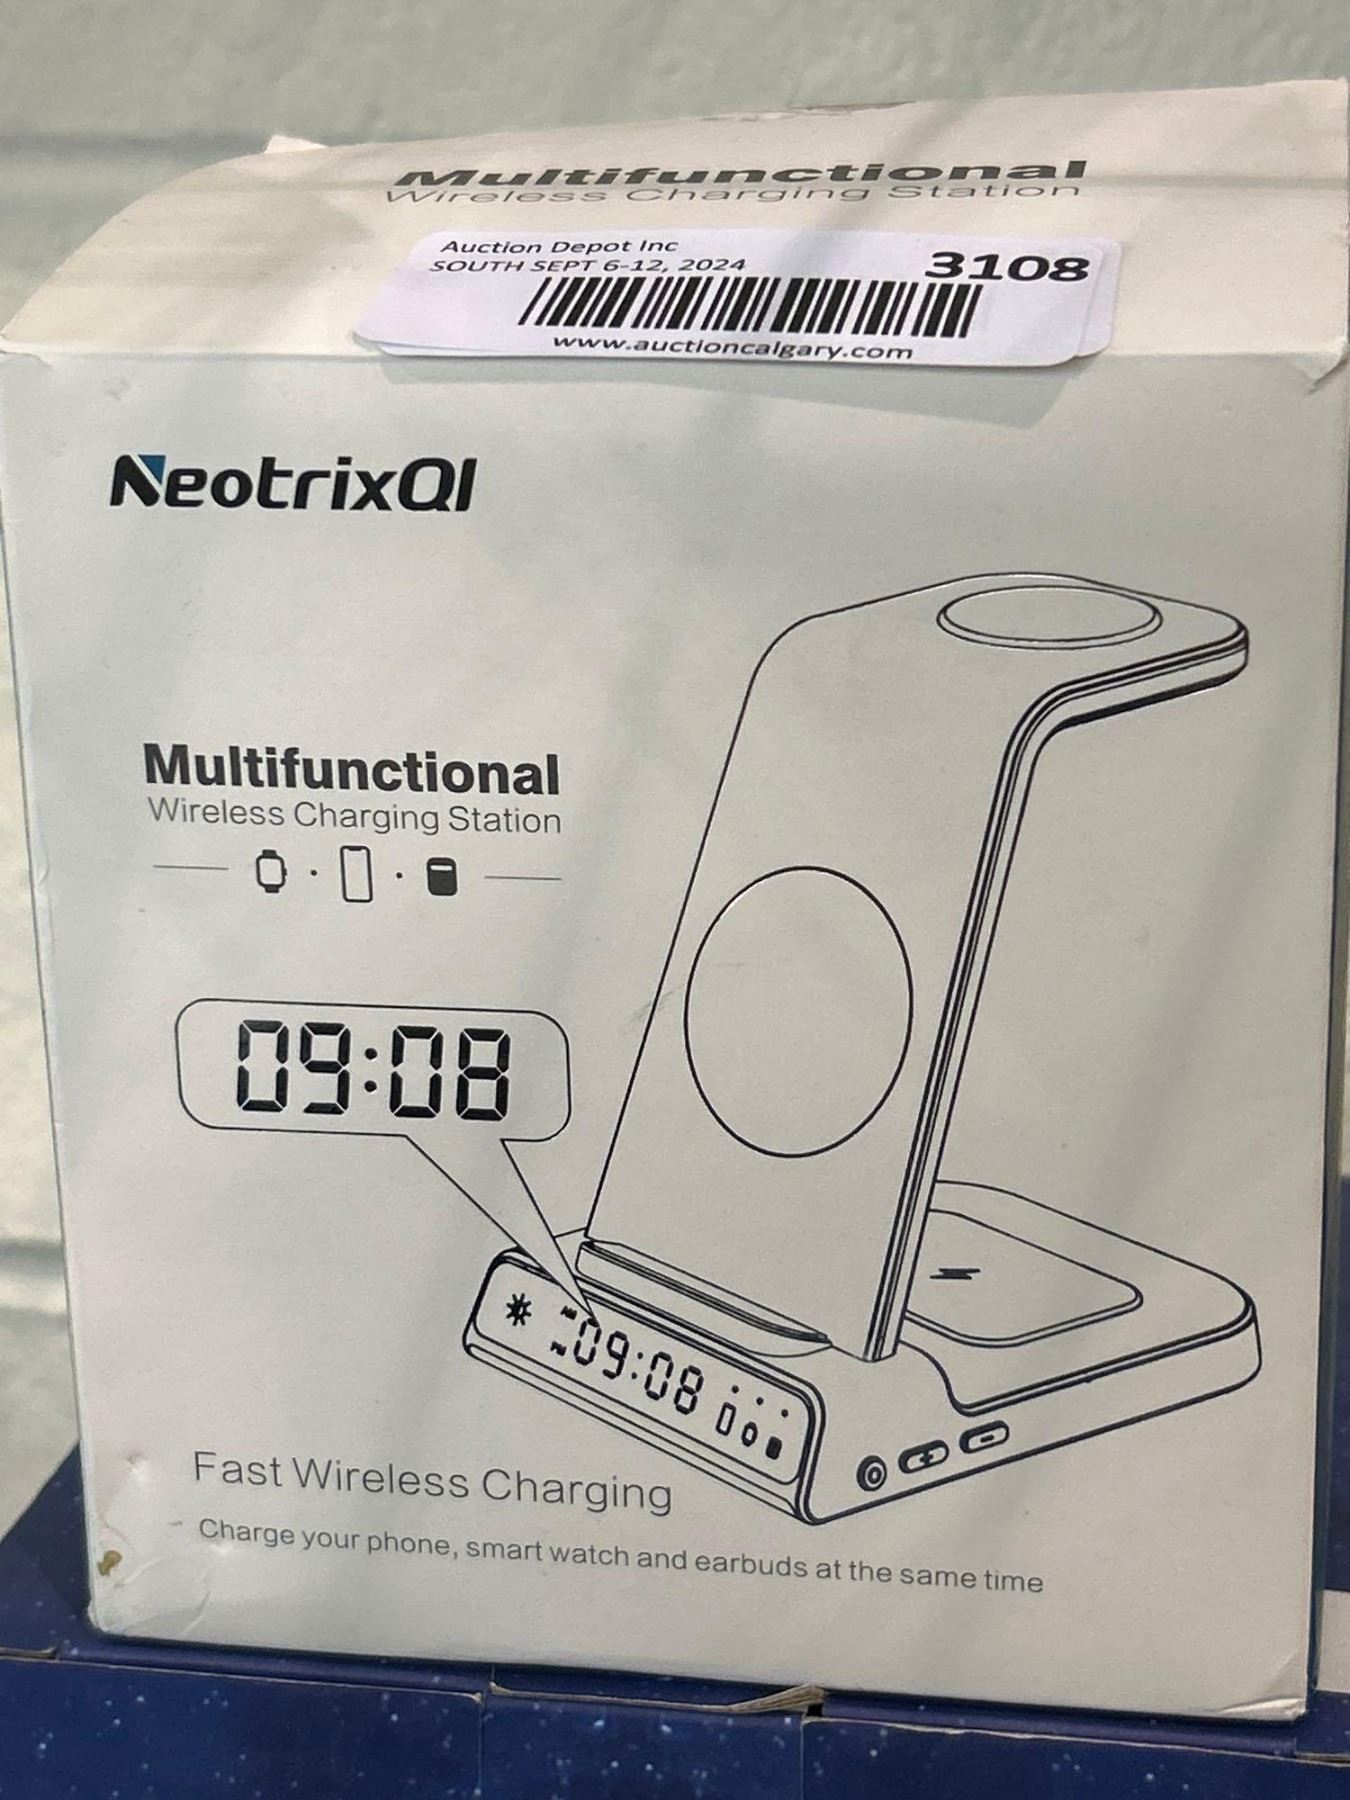 Multifunctional
Wireless Charging Station
Auction Depot Inc
SOUTH SEPT 6-12, 2024
3108
www.auctioncalgary.com
NeotrixQI
Multifunctional
Wireless Charging Station
09:08
AM
PM
09:08
Fast Wireless Charging
Charge your phone, smart watch and earbuds at the same time